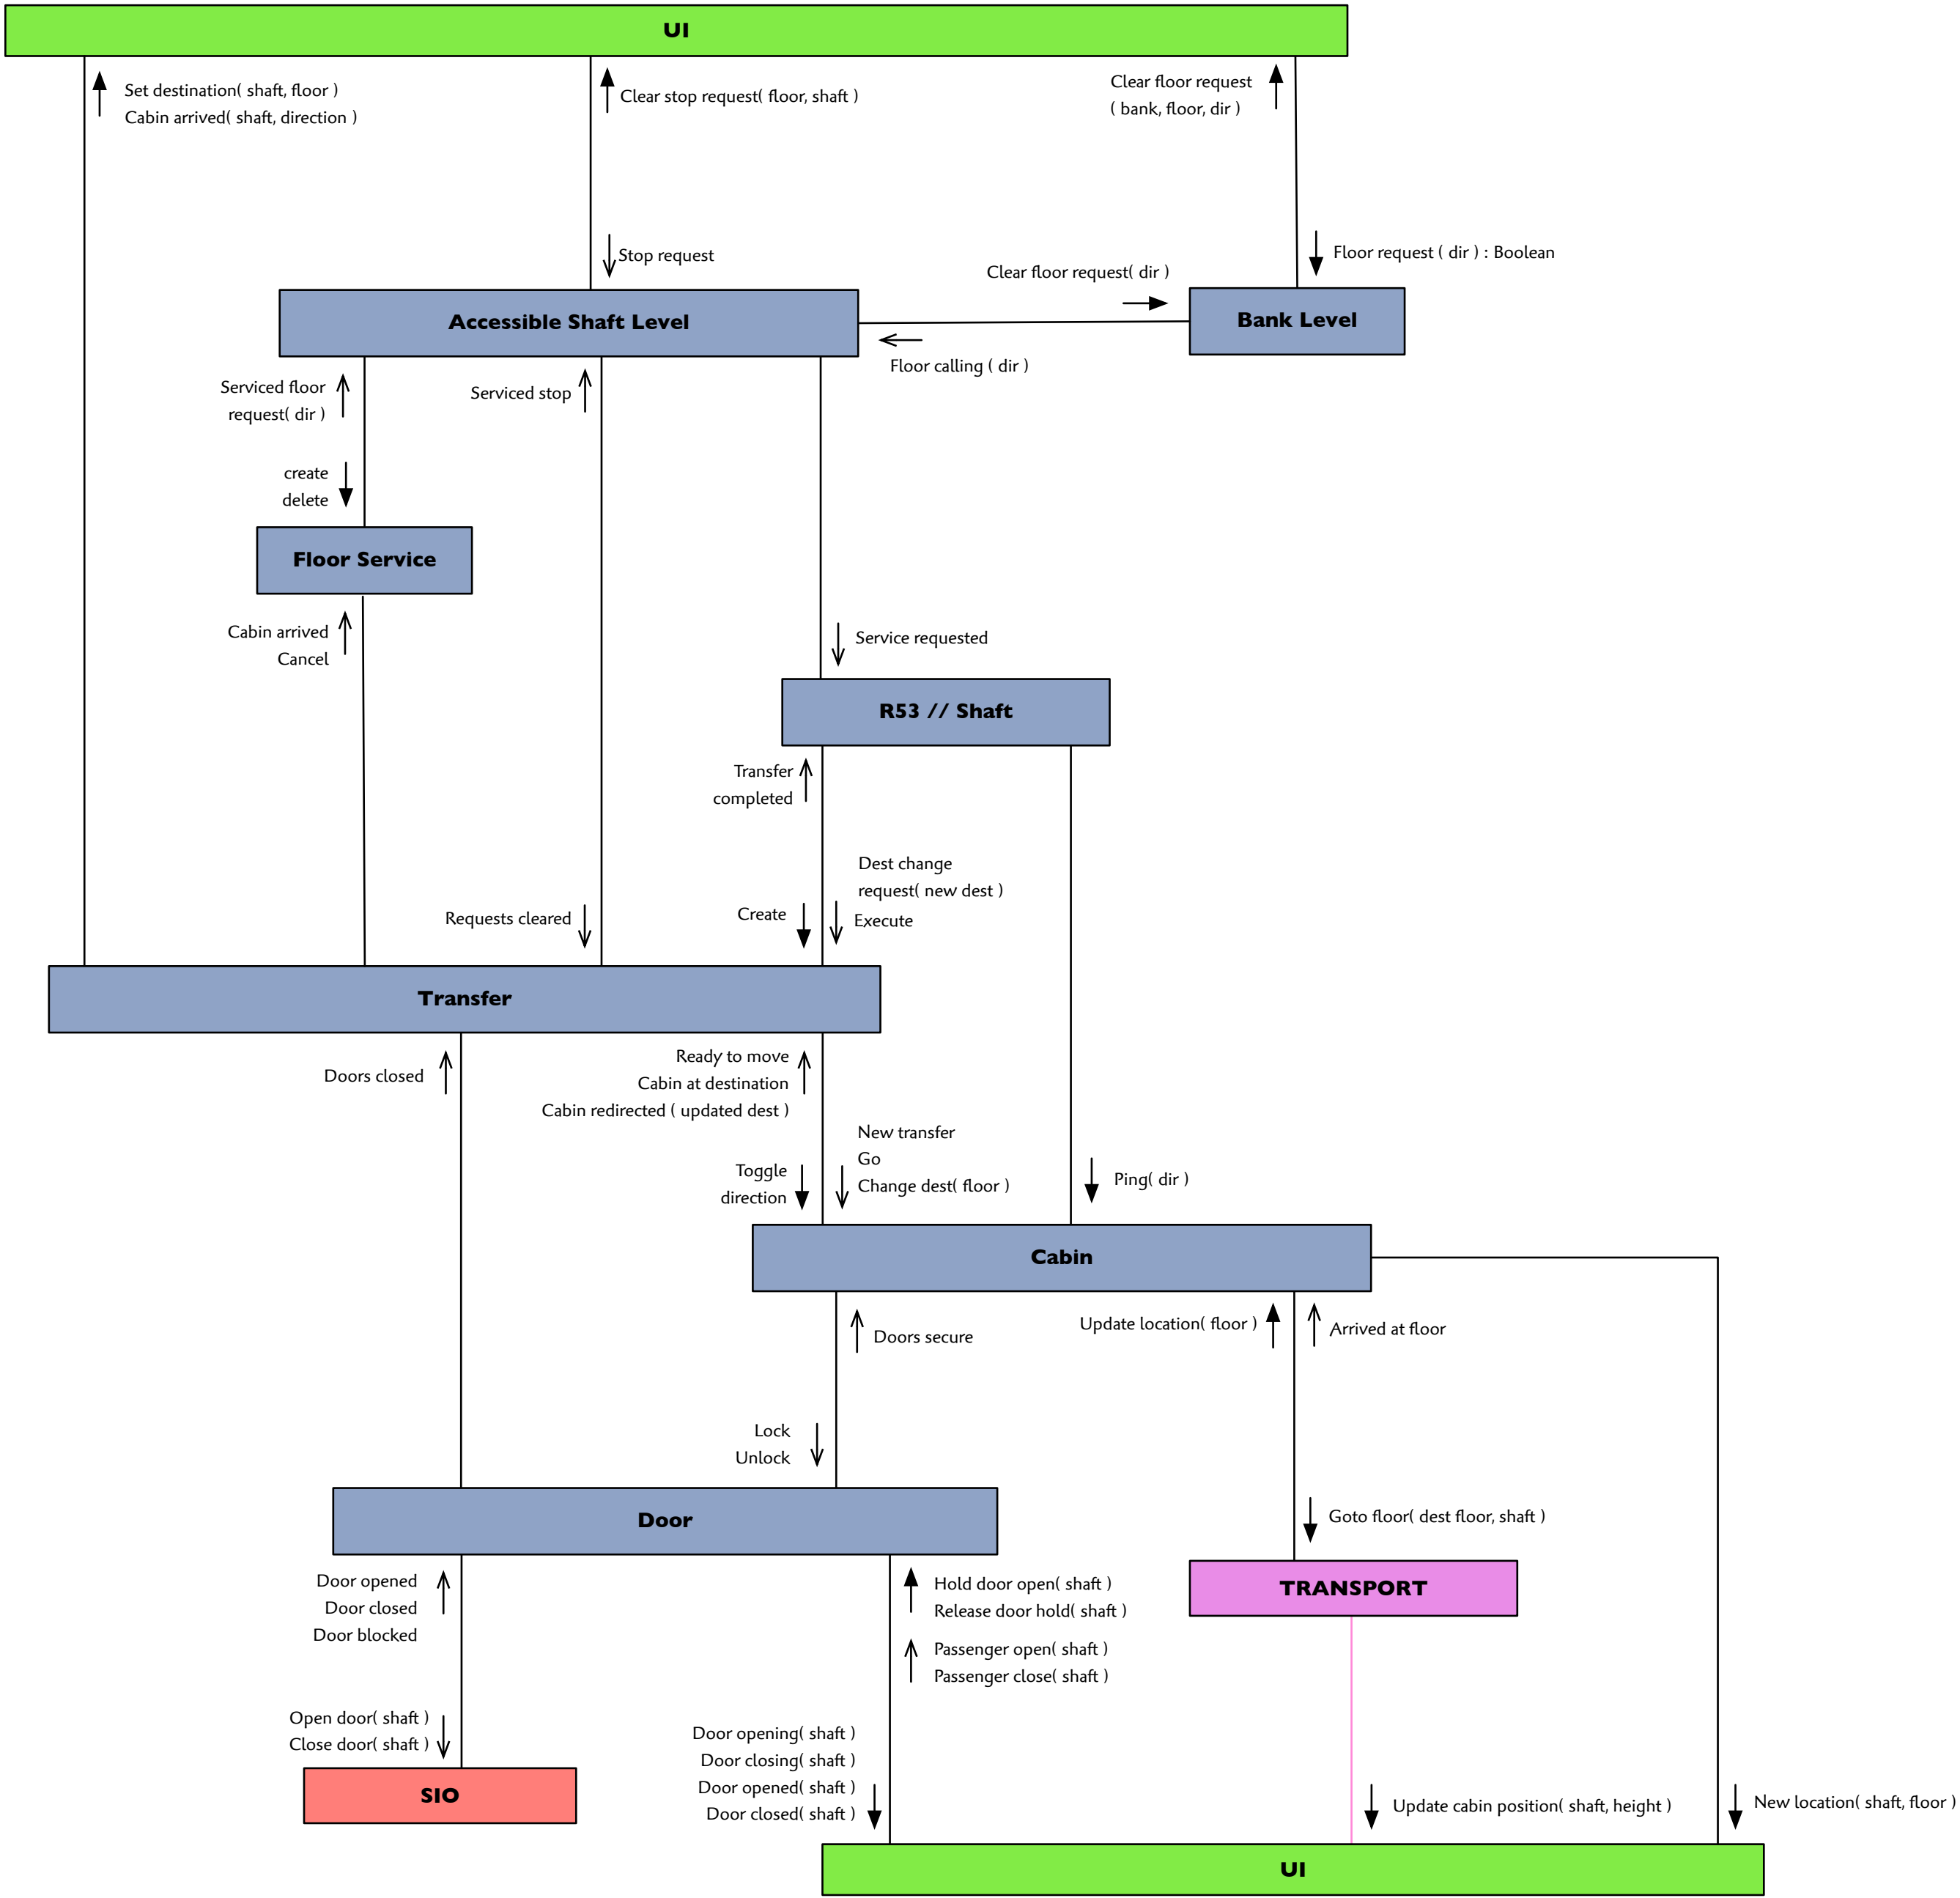 UI
Set destination( shaft, floor )
Cabin arrived( shaft, direction )
Clear stop request( floor, shaft )
Clear floor request
( bank, floor, dir )
Stop request
Floor request ( dir ) : Boolean
Clear floor request( dir )
Accessible Shaft Level
Bank Level
Floor calling ( dir )
Serviced floor
request( dir )
Serviced stop
create
delete
Floor Service
Cabin arrived
Cancel
Service requested
R53 // Shaft
Transfer
completed
Dest change
request( new dest )
Execute
Create
Requests cleared
Transfer
Doors closed
Ready to move
Cabin at destination
Cabin redirected ( updated dest )
New transfer
Go
Change dest( floor )
Toggle
direction
Ping( dir )
Cabin
Doors secure
Update location( floor )
Arrived at floor
Lock
Unlock
Door
Goto floor( dest floor, shaft )
TRANSPORT
Door opened
Door closed
Door blocked
Hold door open( shaft )
Release door hold( shaft )
Passenger open( shaft )
Passenger close( shaft )
Open door( shaft )
Close door( shaft )
SIO
Door opening( shaft )
Door closing( shaft )
Door opened( shaft )
Door closed( shaft )
Update cabin position( shaft, height )
New location( shaft, floor )
UI